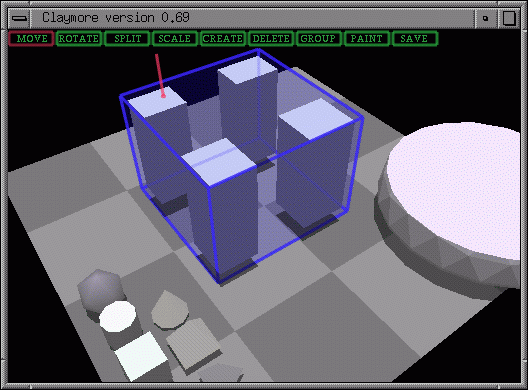 Claymore version 0.69
MOVE ROTATE SPLIT SCALE CREATE DELETE GROUP PAINT SAVE